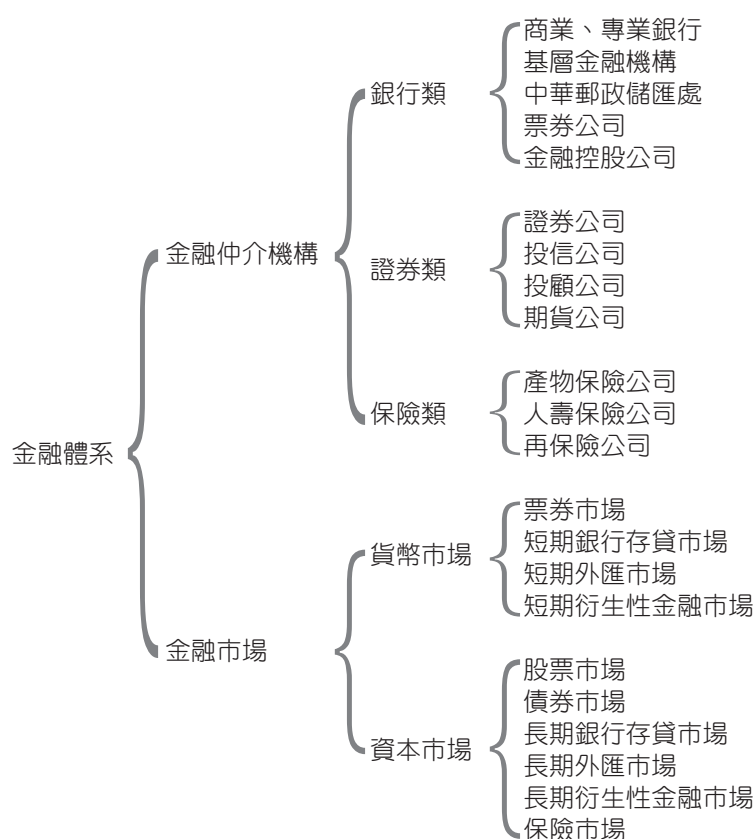 金融體系
金融仲介機構
銀行類
商業、專業銀行
基層金融機構
中華郵政儲匯處
票券公司
金融控股公司
證券類
證券公司
投信公司
投顧公司
期貨公司
保險類
產物保險公司
人壽保險公司
再保險公司
金融市場
貨幣市場
票券市場
短期銀行存貸市場
短期外匯市場
短期衍生性金融市場
資本市場
股票市場
債券市場
長期銀行存貸市場
長期外匯市場
長期衍生性金融市場
保險市場